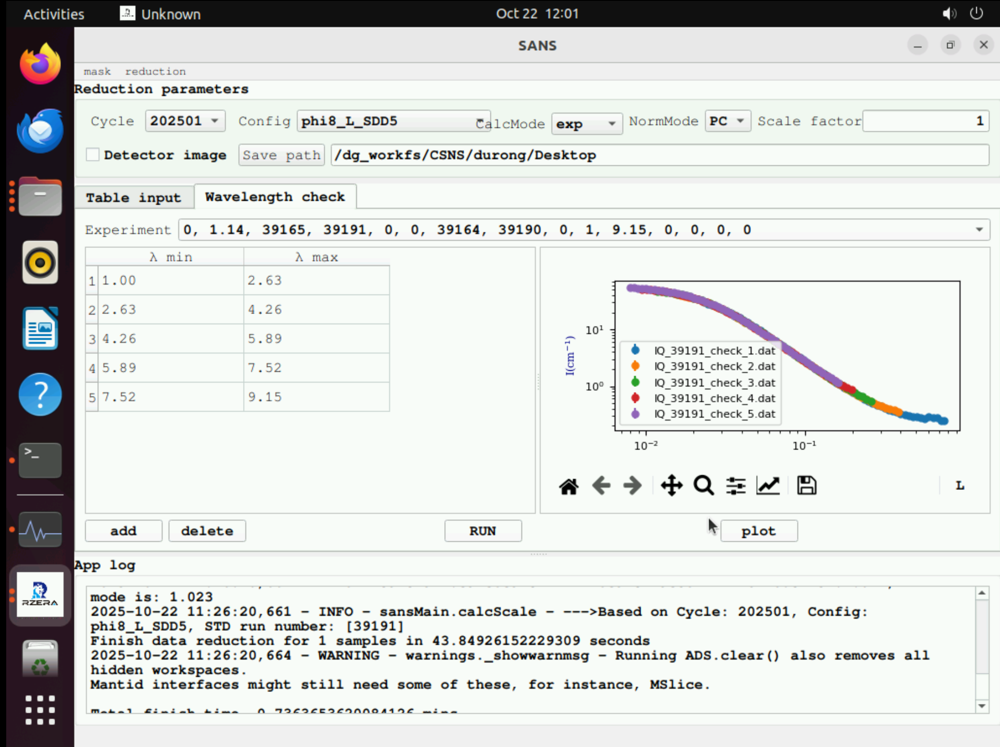 Activities Unknown Oct 22 12:01
SANS
mask reduction
Reduction parameters
Cycle 202501 Config phi8_L_SDD5 CalcMode exp NormMode PC Scale factor 1
Detector image Save path /dg_workfs/CSNS/durong/Desktop
Table input Wavelength check
Experiment 0, 1.14, 39165, 39191, 0, 0, 39164, 39190, 0, 1, 9.15, 0, 0, 0, 0
λ min λ max
1 1.00 2.63
2 2.63 4.26
3 4.26 5.89
4 5.89 7.52
5 7.52 9.15
I(cm⁻¹)
10¹
10⁰
IQ_39191_check_1.dat
IQ_39191_check_2.dat
IQ_39191_check_3.dat
IQ_39191_check_4.dat
IQ_39191_check_5.dat
10⁻² 10⁻¹
L
add delete RUN plot
App log
mode is: 1.023
2025-10-22 11:26:20,661 - INFO - sansMain.calcScale - --->Based on Cycle: 202501, Config:
phi8_L_SDD5, STD run number: [39191]
Finish data reduction for 1 samples in 43.84926152229309 seconds
2025-10-22 11:26:20,664 - WARNING - warnings._showwarnmsg - Running ADS.clear() also removes all
hidden workspaces.
Mantid interfaces might still need some of these, for instance, MSlice.
RZERA